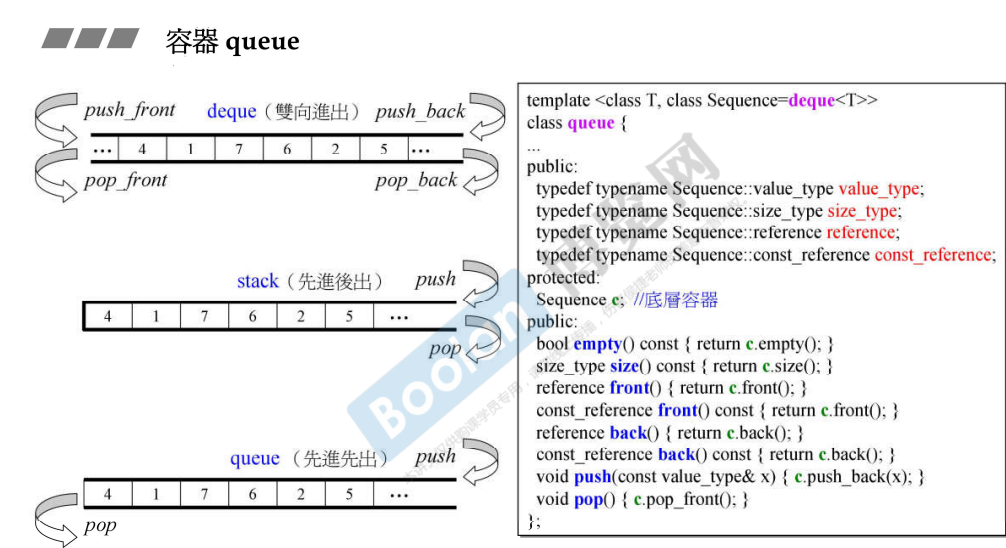 容器 queue
push_front deque（雙向進出） push_back
… 4 1 7 6 2 5 …
pop_front pop_back
stack（先進後出） push
4 1 7 6 2 5 …
pop
queue （先進先出） push
4 1 7 6 2 5 …
pop
template <class T, class Sequence=deque<T>>
class queue {
...
public:
typedef typename Sequence::value_type value_type;
typedef typename Sequence::size_type size_type;
typedef typename Sequence::reference reference;
typedef typename Sequence::const_reference const_reference;
protected:
Sequence c; //底層容器
public:
bool empty() const { return c.empty(); }
size_type size() const { return c.size(); }
reference front() { return c.front(); }
const_reference front() const { return c.front(); }
reference back() { return c.back(); }
const_reference back() const { return c.back(); }
void push(const value_type& x) { c.push_back(x); }
void pop() { c.pop_front(); }
};
Boolan 博览网